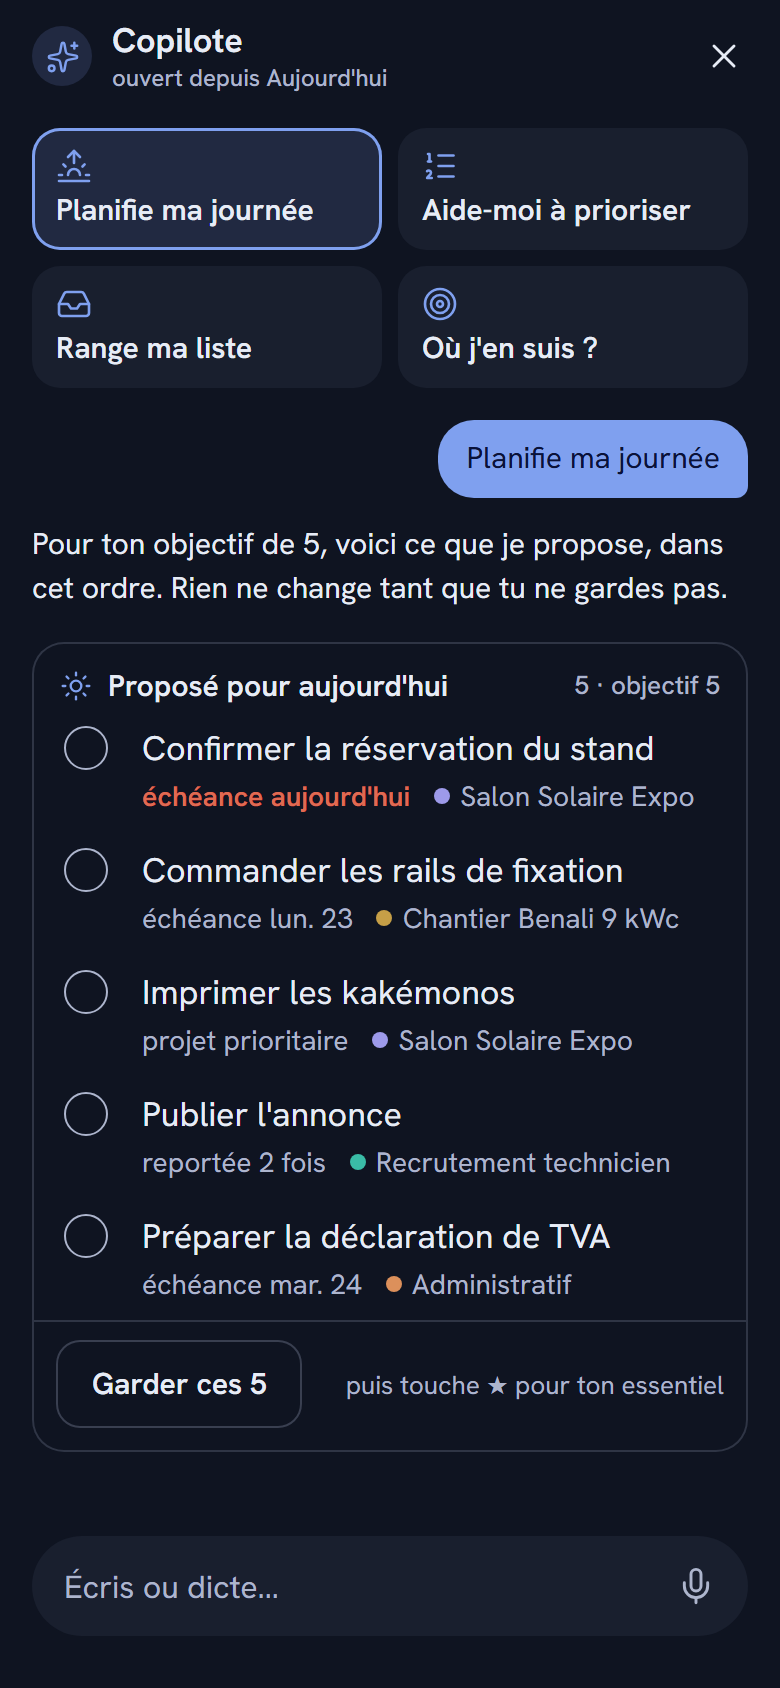 Copilote
ouvert depuis Aujourd'hui
Planifie ma journée
Aide-moi à prioriser
Range ma liste
Où j'en suis ?
Planifie ma journée
Pour ton objectif de 5, voici ce que je propose, dans
cet ordre. Rien ne change tant que tu ne gardes pas.
Proposé pour aujourd'hui
5 · objectif 5
Confirmer la réservation du stand
échéance aujourd'hui Salon Solaire Expo
Commander les rails de fixation
échéance lun. 23 Chantier Benali 9 kWc
Imprimer les kakémonos
projet prioritaire Salon Solaire Expo
Publier l'annonce
reportée 2 fois Recrutement technicien
Préparer la déclaration de TVA
échéance mar. 24 Administratif
Garder ces 5
puis touche ★ pour ton essentiel
Écris ou dicte…